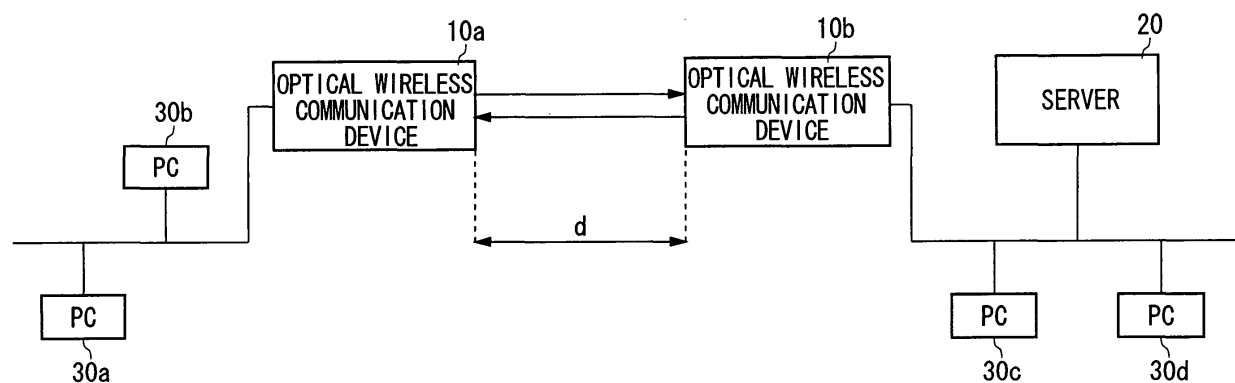 10a
OPTICAL WIRELESS
COMMUNICATION
DEVICE
10b
OPTICAL WIRELESS
COMMUNICATION
DEVICE
20
SERVER
30b
PC
d
PC
30a
PC
30c
PC
30d